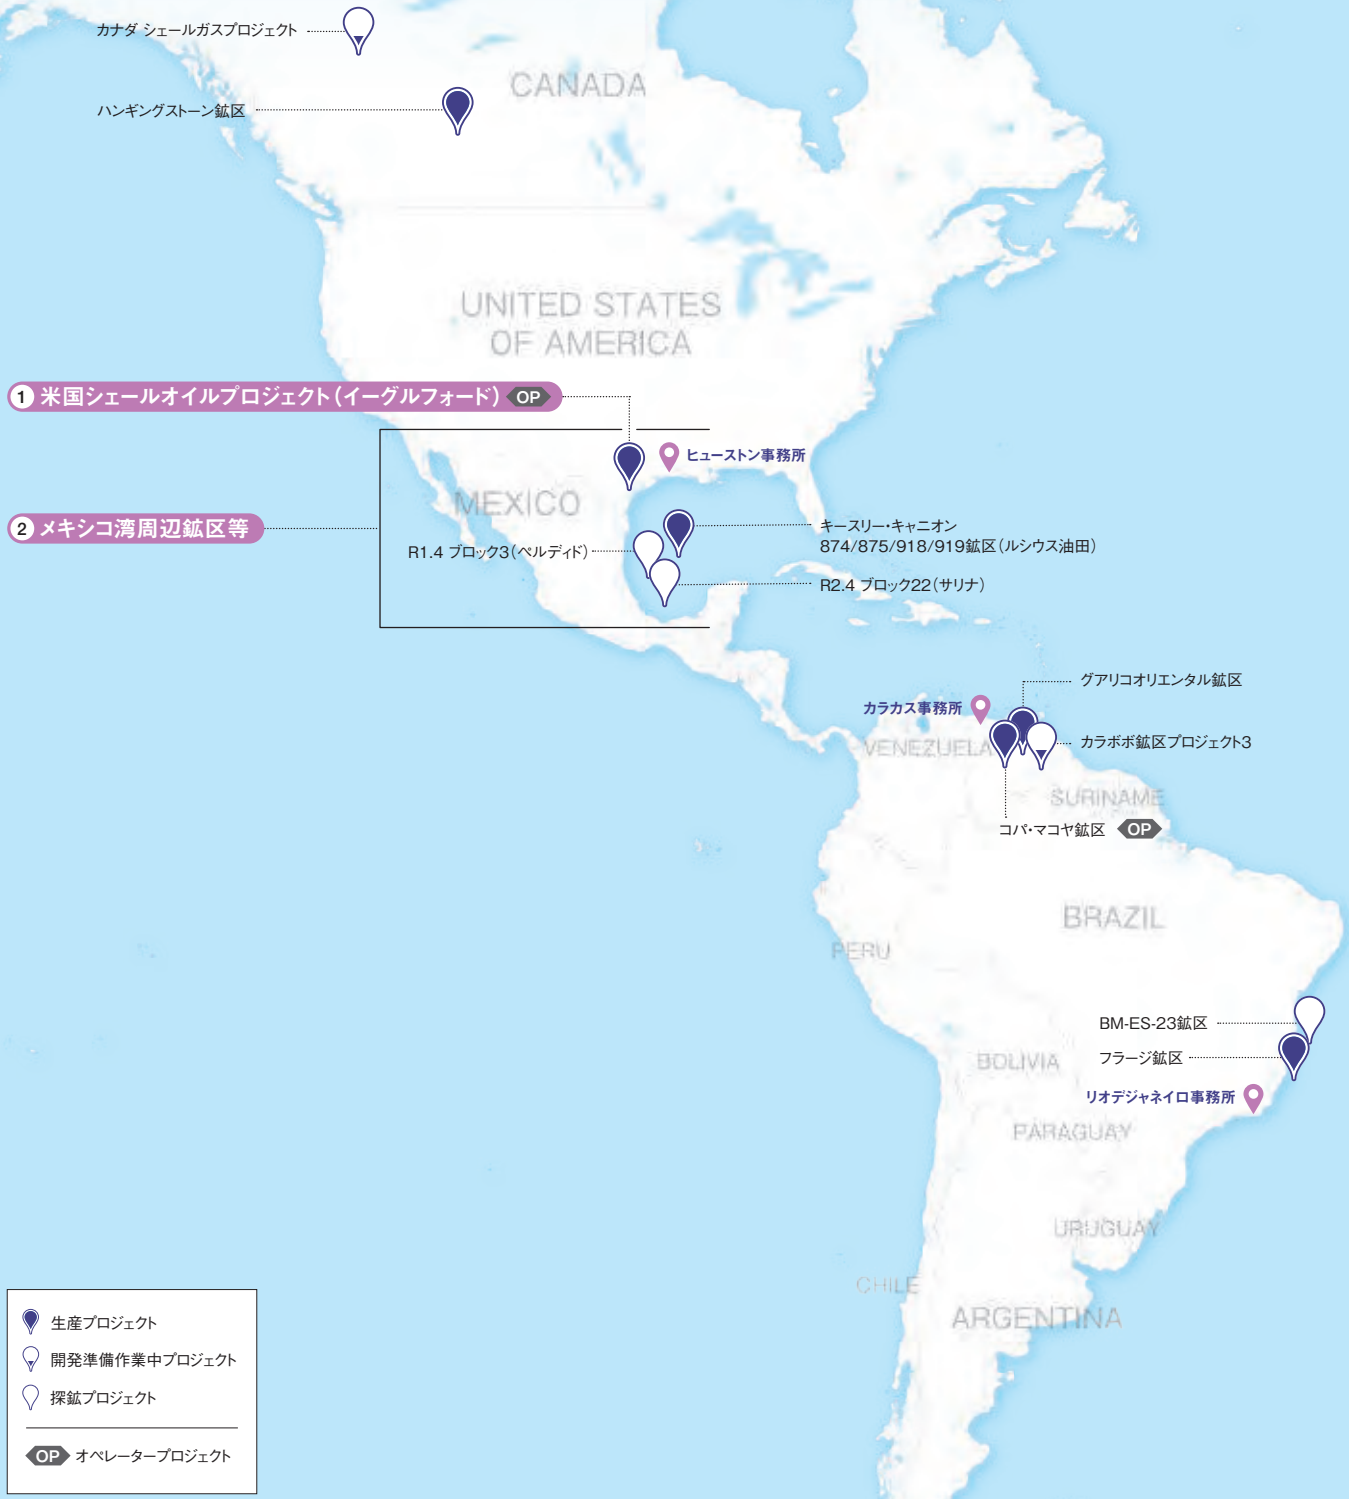 カナダ シェールガスプロジェクト
CANADA
ハンギングストーン鉱区
UNITED STATES
OF AMERICA
1 米国シェールオイルプロジェクト(イーグルフォード) OP
ヒューストン事務所
MEXICO
2 メキシコ湾周辺鉱区等
キースリー・キャニオン
874/875/918/919鉱区(ルシウス油田)
R1.4 ブロック3(ペルディド)
R2.4 ブロック22(サリナ)
グアリコオリエンタル鉱区
カラカス事務所
VENEZUELA
カラボボ鉱区プロジェクト3
SURINAME
コパ・マコヤ鉱区 OP
BRAZIL
PERU
BM-ES-23鉱区
フラージ鉱区
BOLIVIA
リオデジャネイロ事務所
PARAGUAY
URUGUAY
CHILE
ARGENTINA
生産プロジェクト
開発準備作業中プロジェクト
探鉱プロジェクト
OP オペレータープロジェクト